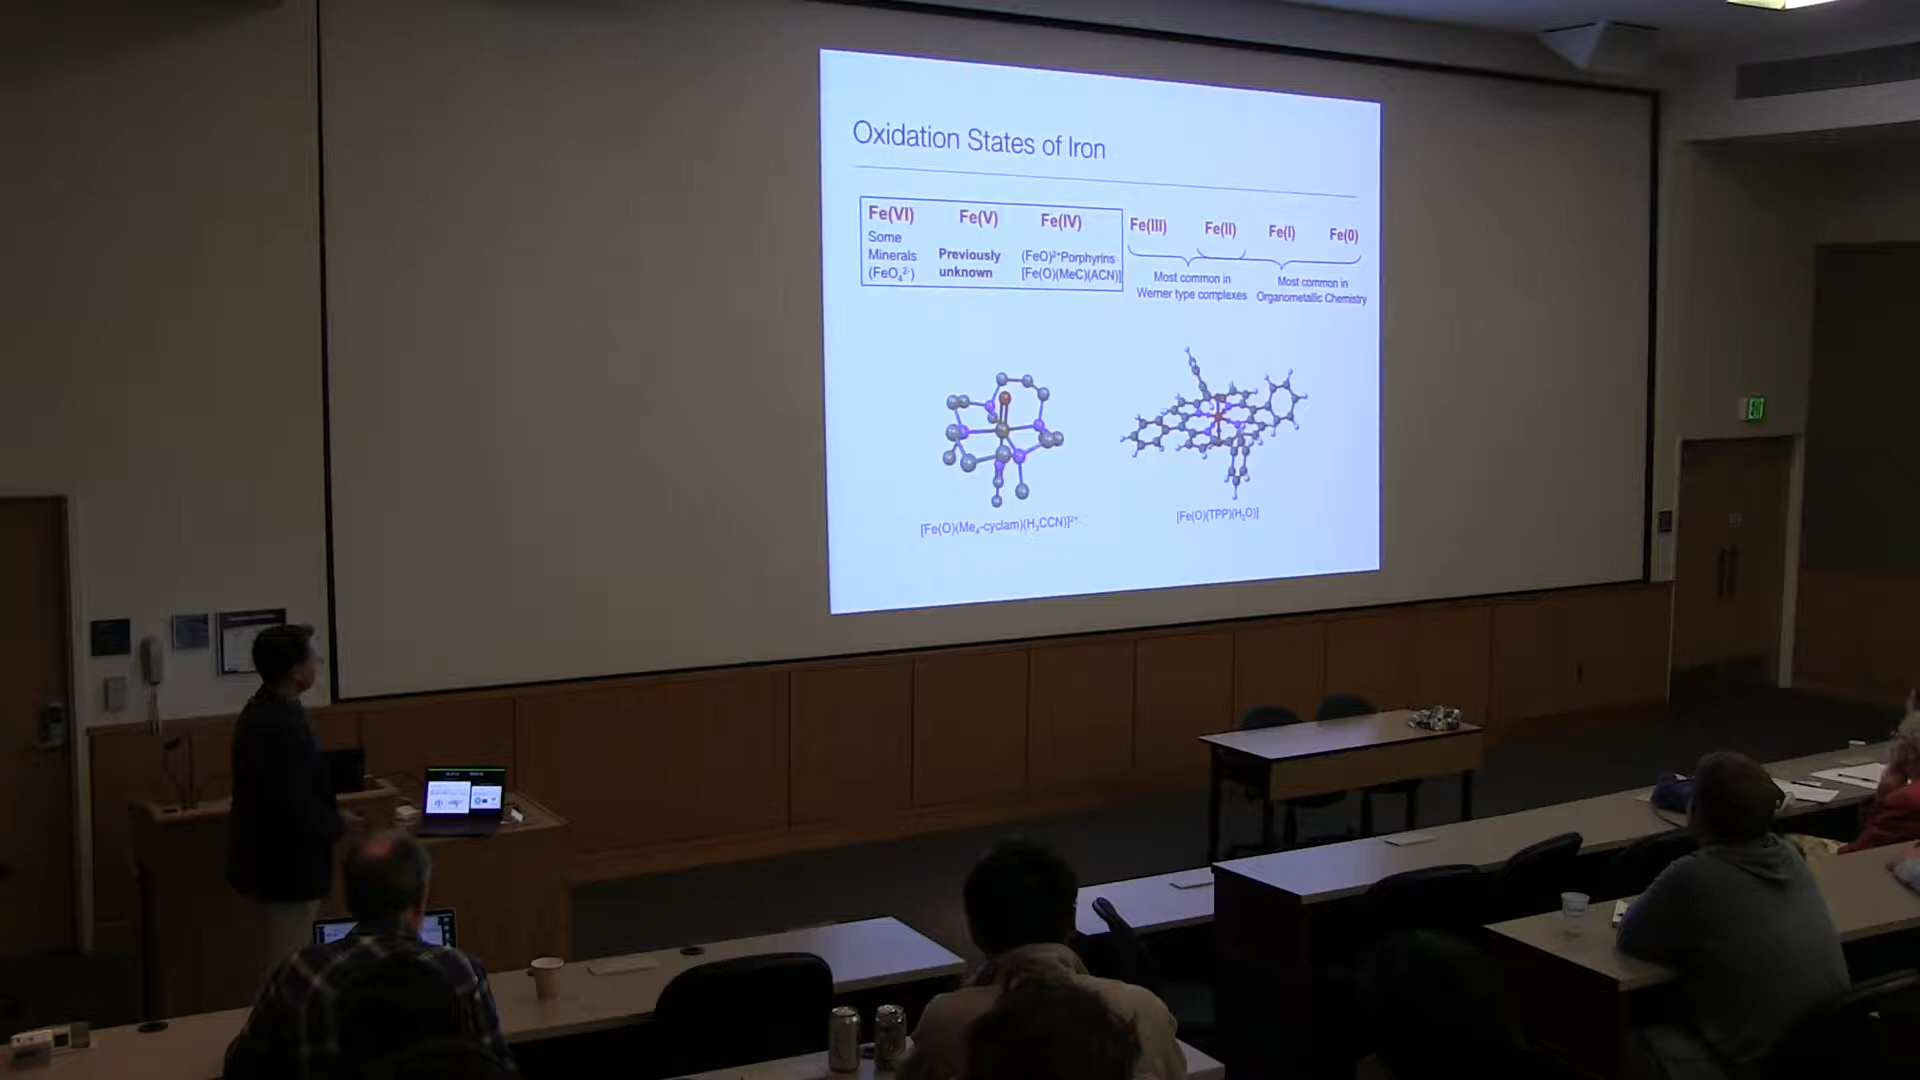 Oxidation States of Iron
Fe(VI) Fe(V) Fe(IV) Fe(III) Fe(II) Fe(I) Fe(0)
Some
Minerals
(FeO₄²⁻)
Previously
unknown
(FeO)²⁺Porphyrins
[Fe(O)(MeC)(ACN)]
Most common in
Werner type complexes
Most common in
Organometallic Chemistry
[Fe(O)(Me₄-cyclam)(H₃CCN)]²⁺
[Fe(O)(TPP)(H₂O)]